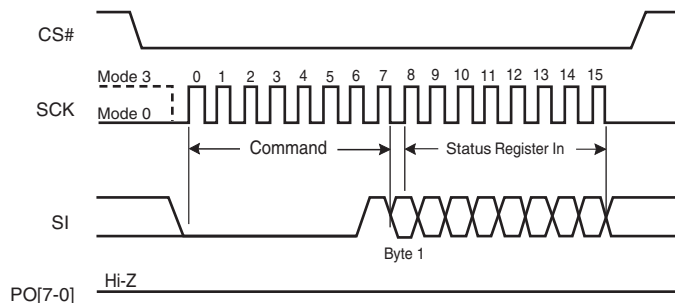 CS#
Mode 3
SCK
Mode 0
0 1 2 3 4 5 6 7 8 9 10 11 12 13 14 15
Command
Status Register In
SI
Byte 1
Hi-Z
PO[7-0]